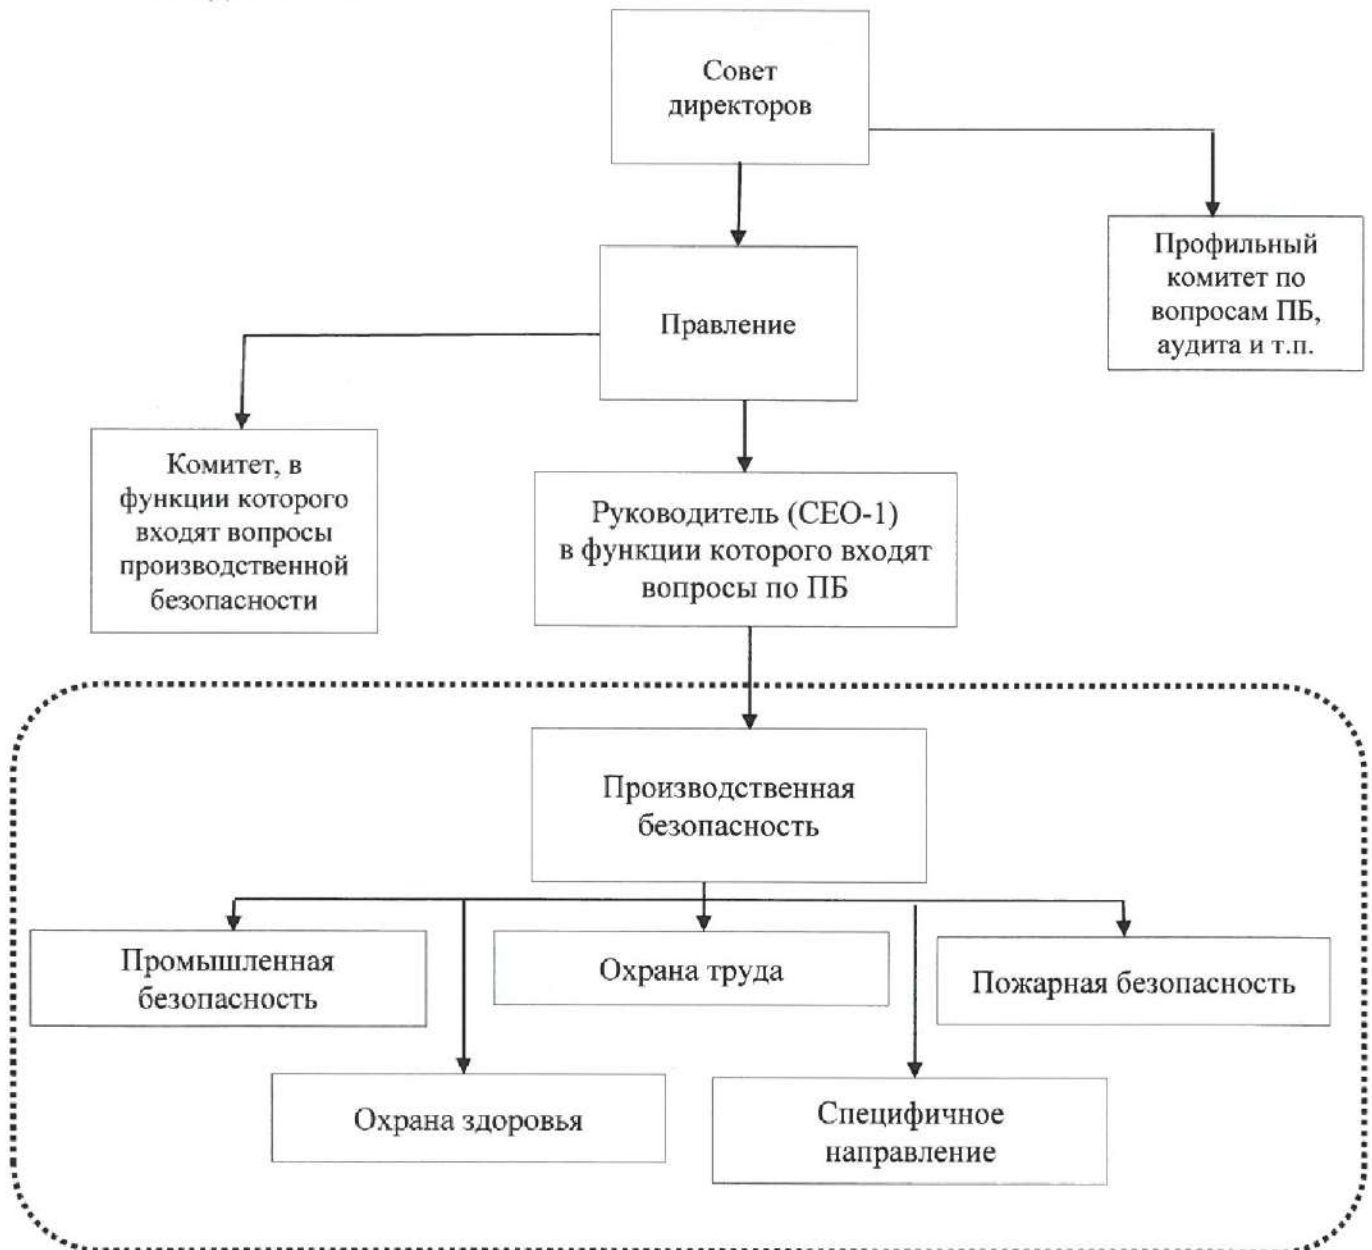 Совет
директоров
Профильный
комитет по
вопросам ПБ,
аудита и т.п.
Правление
Комитет, в
функции которого
входят вопросы
производственной
безопасности
Руководитель (CEO-1)
в функции которого входят
вопросы по ПБ
Производственная
безопасность
Промышленная
безопасность
Охрана труда
Пожарная безопасность
Охрана здоровья
Специфичное
направление